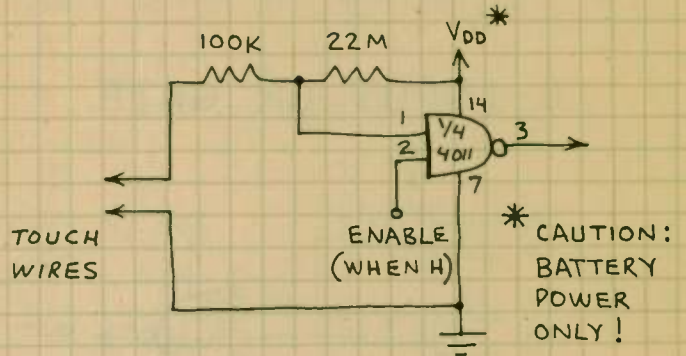 100K
22M
VDD*
1
14
1/4
4011
2
3
7
TOUCH
WIRES
ENABLE
(WHEN H)
* CAUTION:
BATTERY
POWER
ONLY!